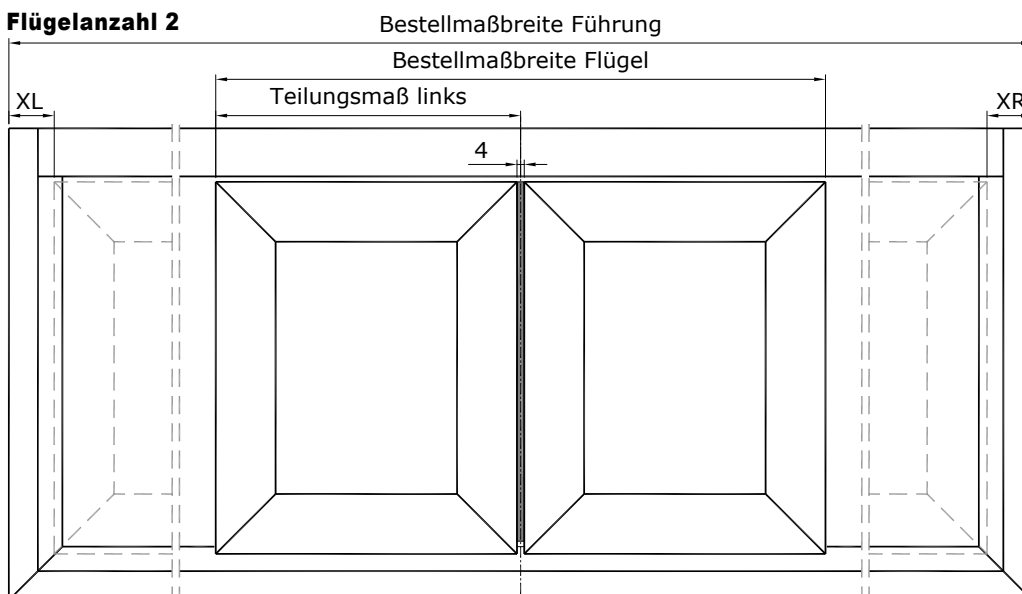 Flügelanzahl 2
Bestellmaßbreite Führung
Bestellmaßbreite Flügel
Teilungsmaß links
XL
XR
4